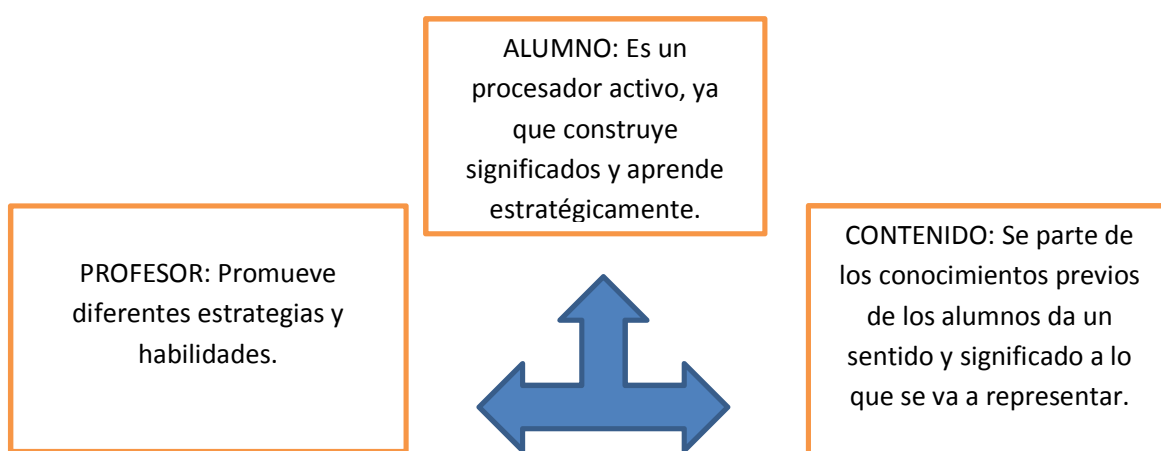 ALUMNO: Es un
procesador activo, ya
que construye
significados y aprende
estratégicamente.
PROFESOR: Promueve
diferentes estrategias y
habilidades.
CONTENIDO: Se parte de
los conocimientos previos
de los alumnos da un
sentido y significado a lo
que se va a representar.